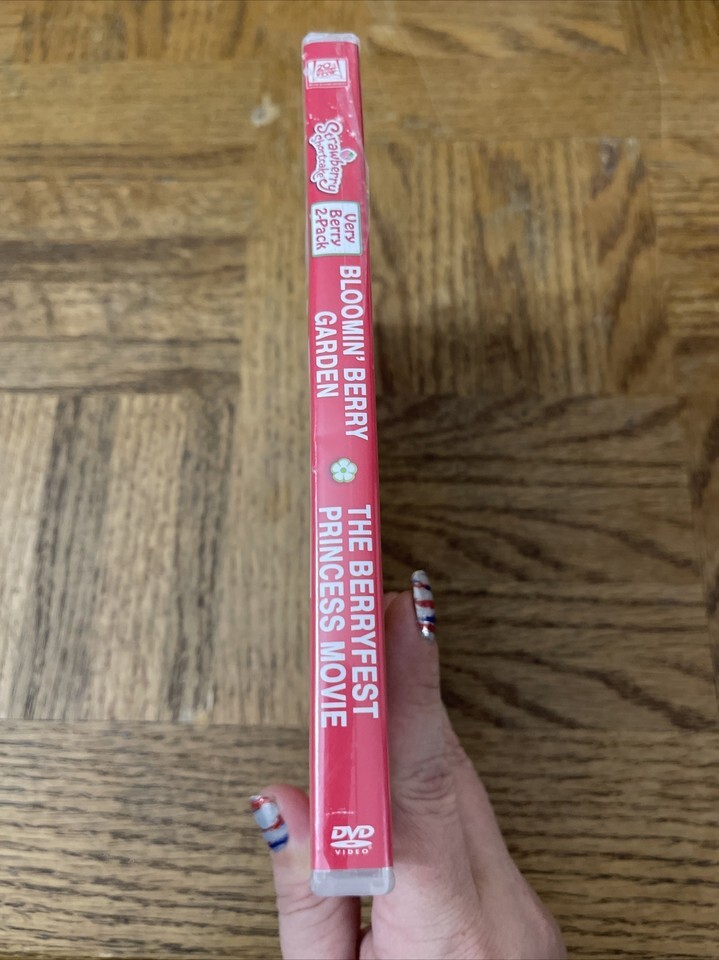 Strawberry
Shortcake
Very
Berry
2-Pack
BLOOMIN' BERRY
GARDEN
THE BERRYFEST
PRINCESS MOVIE
DVD
VIDEO